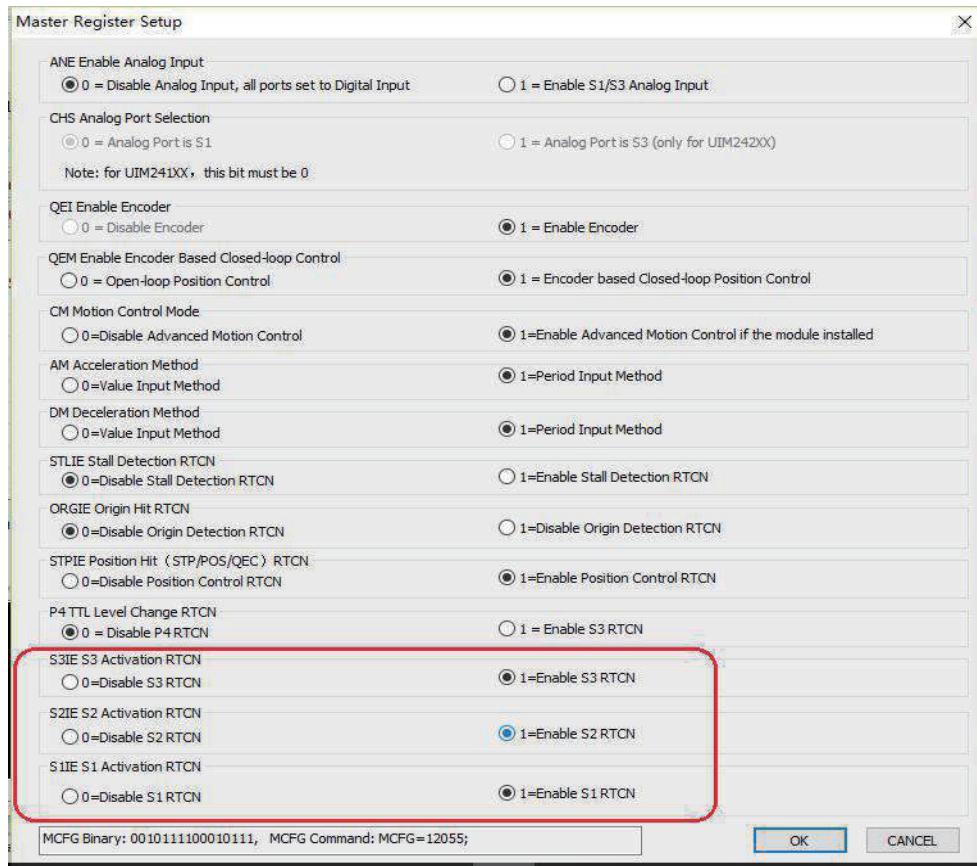 Master Register Setup
ANE Enable Analog Input
0 = Disable Analog Input, all ports set to Digital Input 1 = Enable S1/S3 Analog Input
CHS Analog Port Selection
0 = Analog Port is S1 1 = Analog Port is S3 (only for UIM242XX)
Note: for UIM241XX，this bit must be 0
QEI Enable Encoder
0 = Disable Encoder 1 = Enable Encoder
QEM Enable Encoder Based Closed-loop Control
0 = Open-loop Position Control 1 = Encoder based Closed-loop Position Control
CM Motion Control Mode
0=Disable Advanced Motion Control 1=Enable Advanced Motion Control if the module installed
AM Acceleration Method
0=Value Input Method 1=Period Input Method
DM Deceleration Method
0=Value Input Method 1=Period Input Method
STLIE Stall Detection RTCN
0=Disable Stall Detection RTCN 1=Enable Stall Detection RTCN
ORGIE Origin Hit RTCN
0=Disable Origin Detection RTCN 1=Disable Origin Detection RTCN
STPIE Position Hit（STP/POS/QEC）RTCN
0=Disable Position Control RTCN 1=Enable Position Control RTCN
P4 TTL Level Change RTCN
0 = Disable P4 RTCN 1 = Enable S3 RTCN
S3IE S3 Activation RTCN
0=Disable S3 RTCN 1=Enable S3 RTCN
S2IE S2 Activation RTCN
0=Disable S2 RTCN 1=Enable S2 RTCN
S1IE S1 Activation RTCN
0=Disable S1 RTCN 1=Enable S1 RTCN
MCFG Binary: 0010111100010111, MCFG Command: MCFG=12055; OK CANCEL